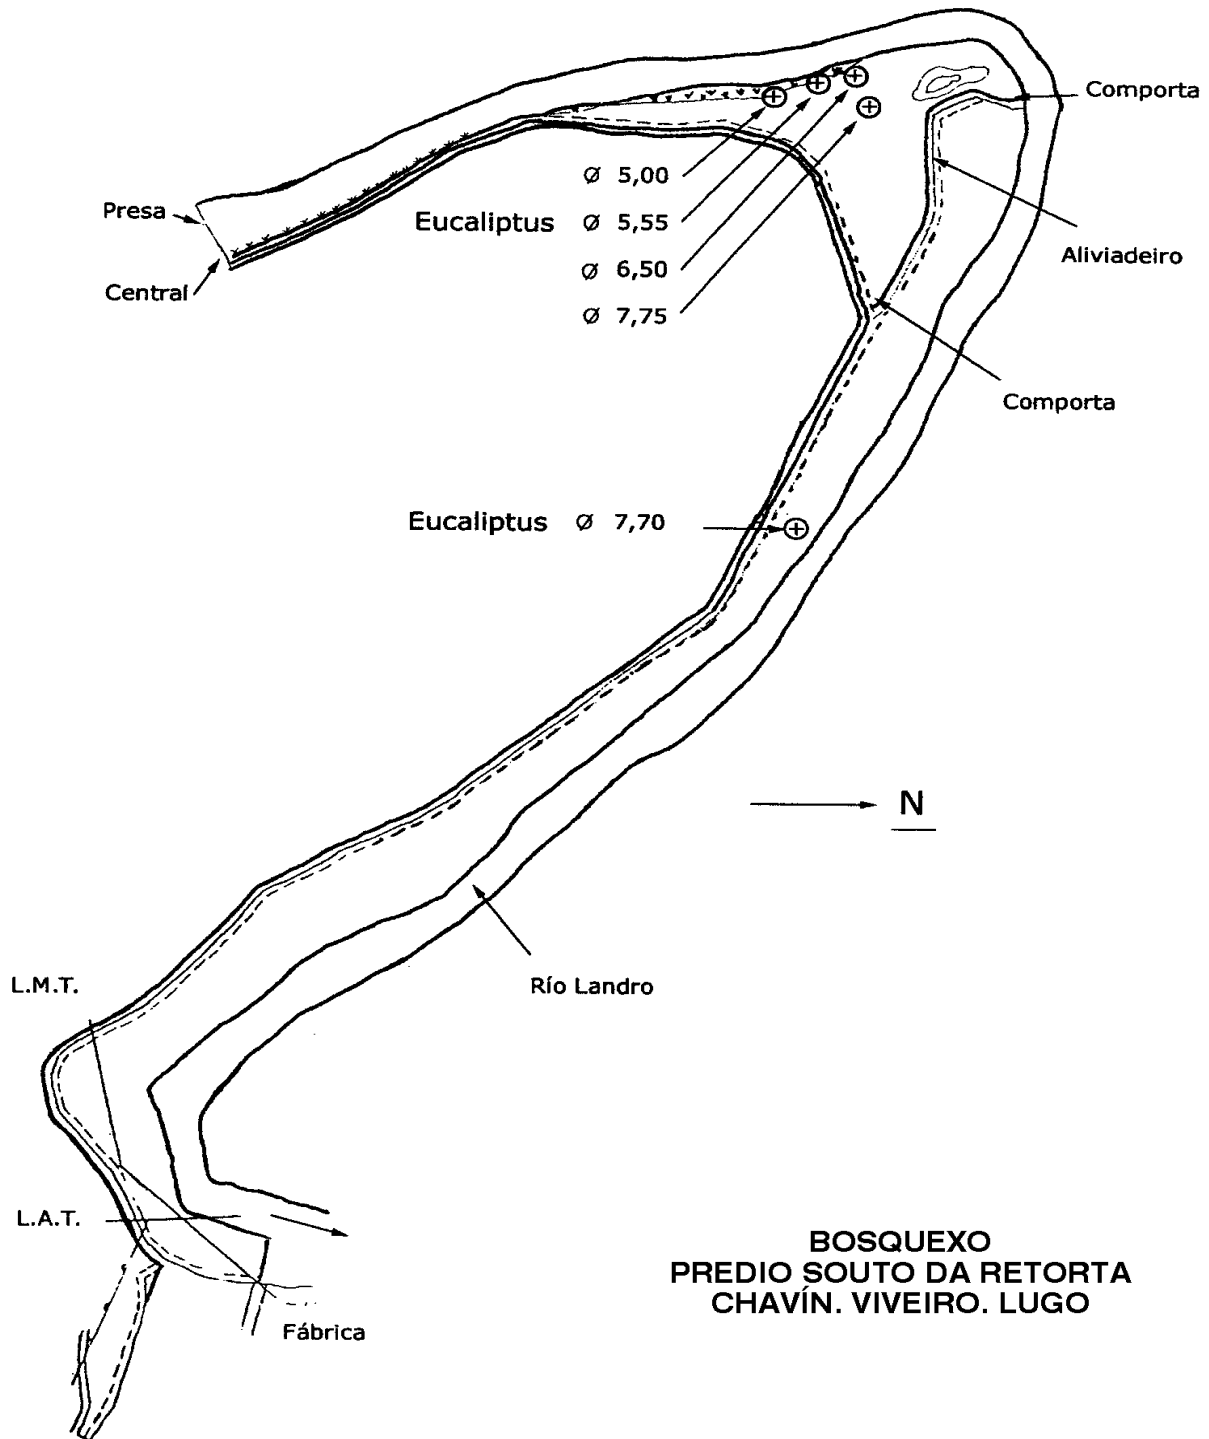 Comporta
Presa
Central
Ø 5,00
Eucaliptus Ø 5,55
Ø 6,50
Ø 7,75
Aliviadeiro
Comporta
Eucaliptus Ø 7,70
N
L.M.T.
Río Landro
L.A.T.
Fábrica
BOSQUEXO
PREDIO SOUTO DA RETORTA
CHAVÍN. VIVEIRO. LUGO